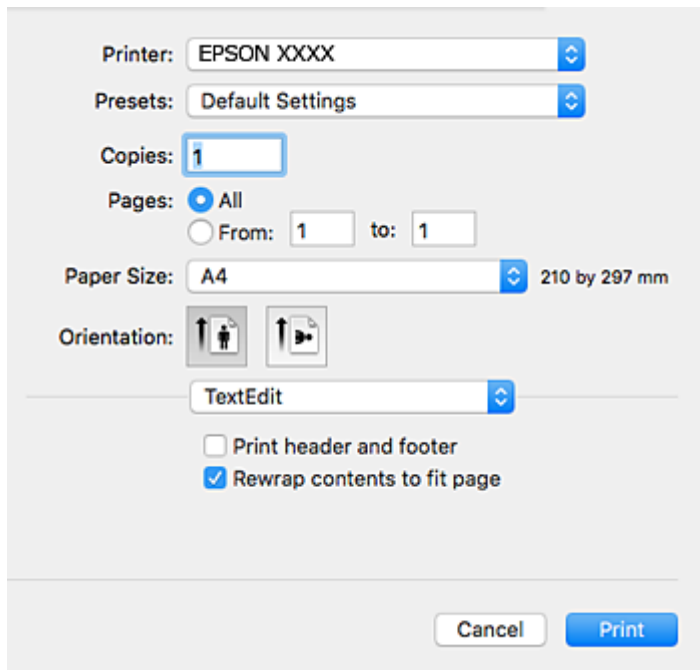 Printer: EPSON XXXX
Presets: Default Settings
Copies: 1
Pages: All
From: 1 to: 1
Paper Size: A4 210 by 297 mm
Orientation:
TextEdit
Print header and footer
Rewrap contents to fit page
Cancel Print